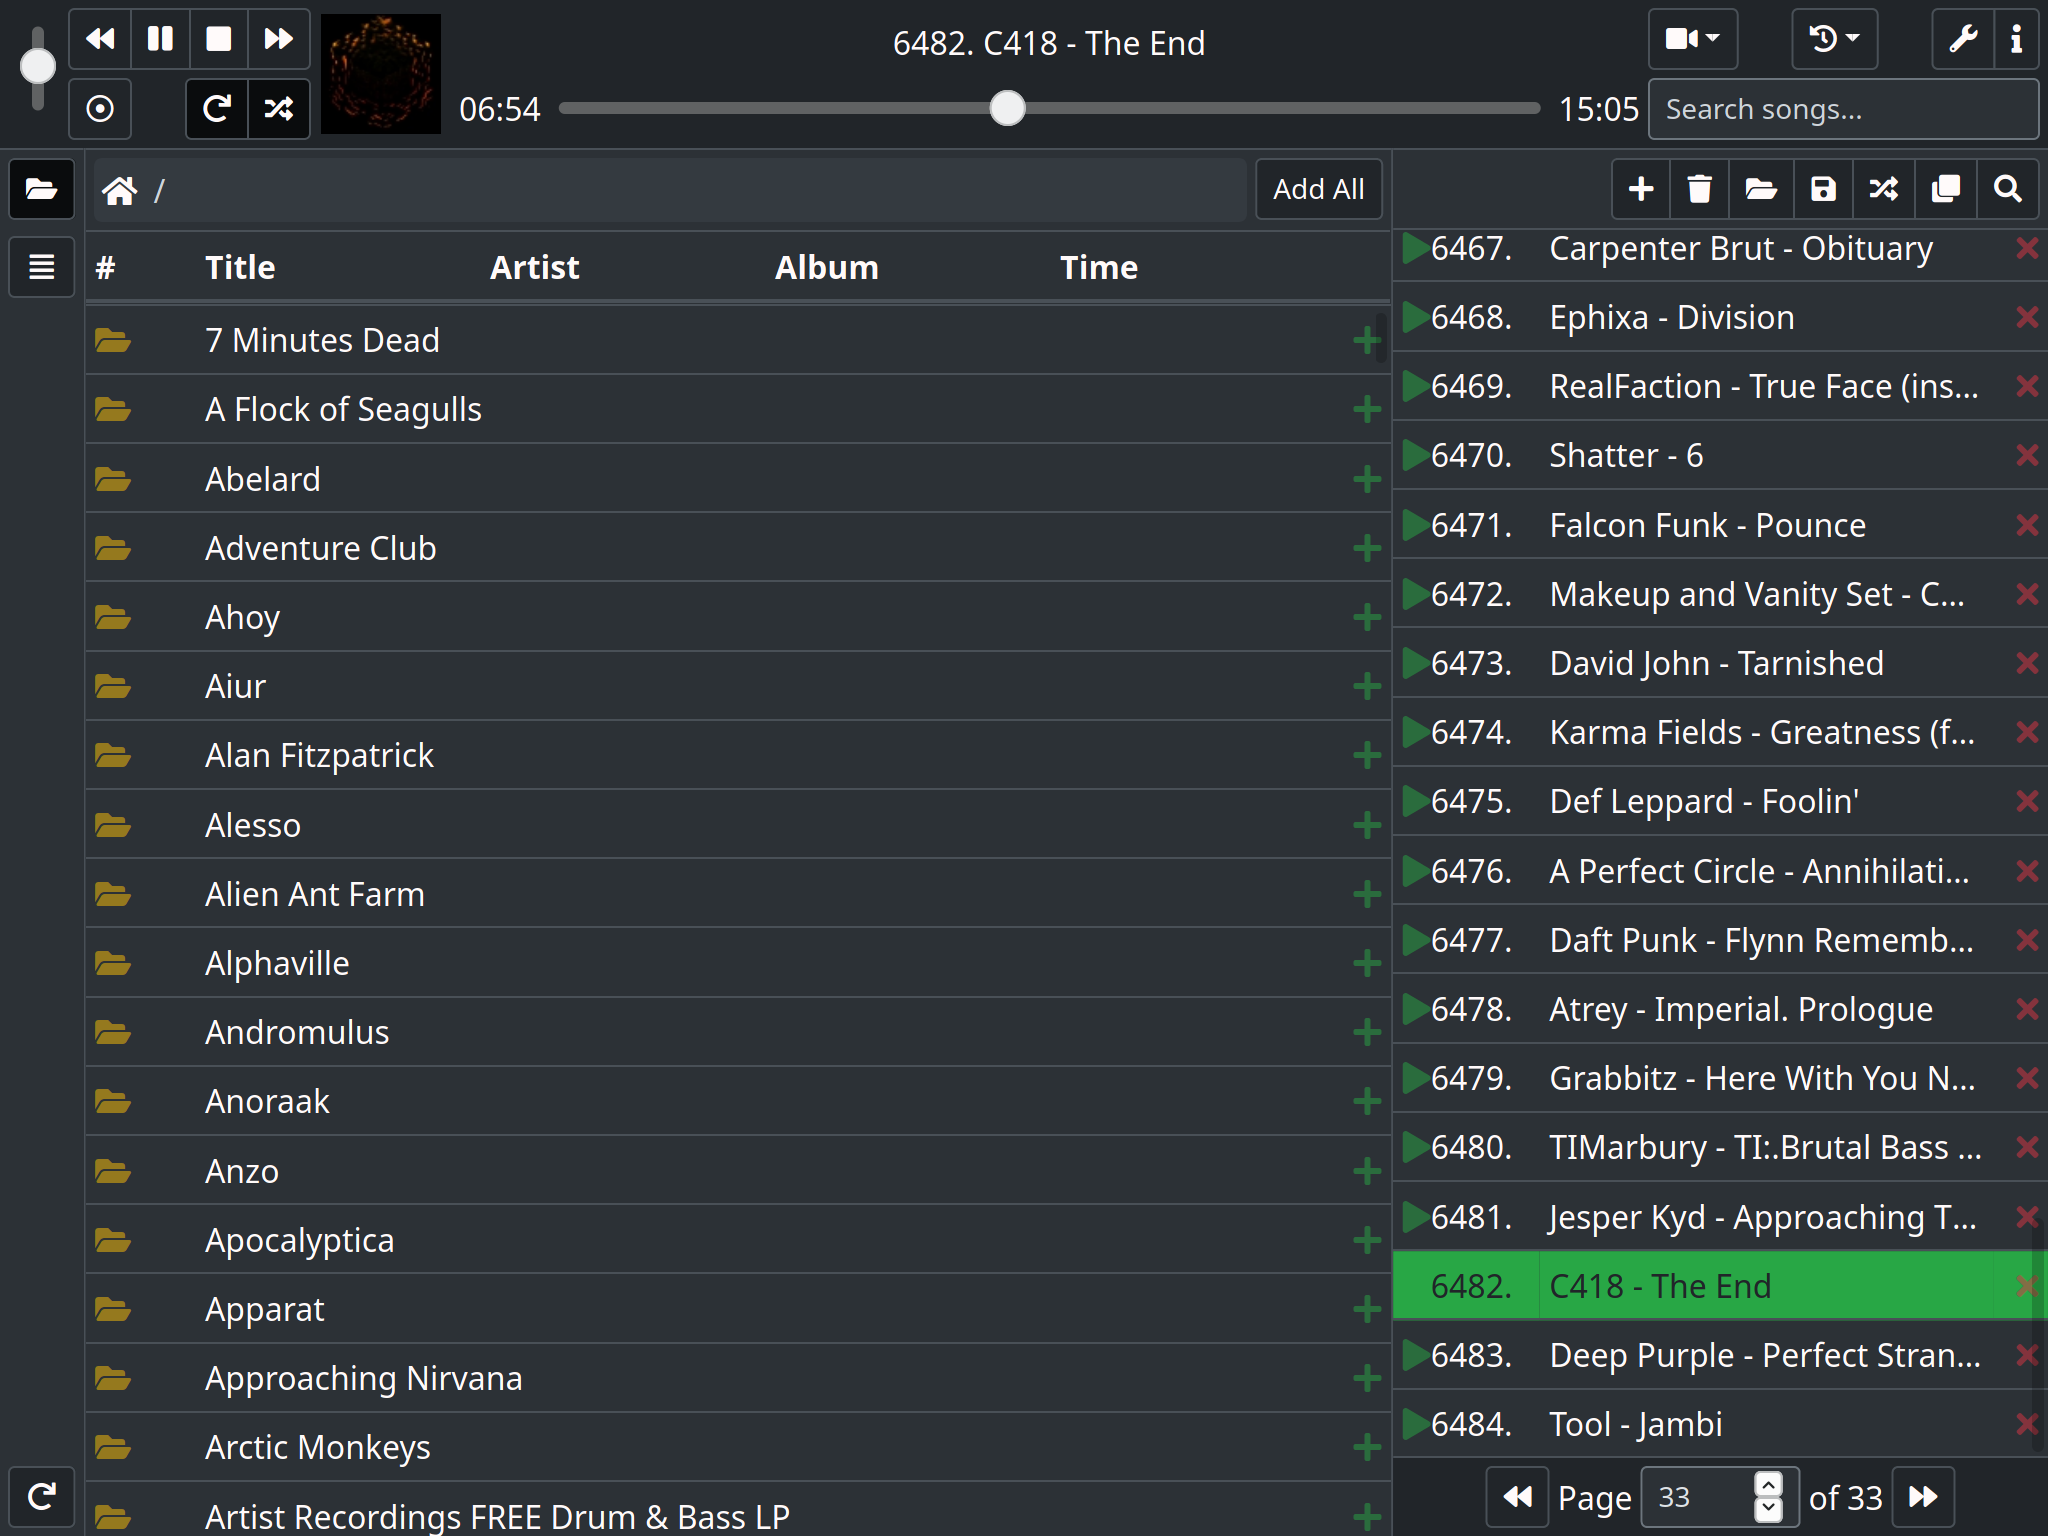 6482. C418 - The End
06:54
15:05
Search songs...
/
Add All
# Title Artist Album Time
7 Minutes Dead
A Flock of Seagulls
Abelard
Adventure Club
Ahoy
Aiur
Alan Fitzpatrick
Alesso
Alien Ant Farm
Alphaville
Andromulus
Anoraak
Anzo
Apocalyptica
Apparat
Approaching Nirvana
Arctic Monkeys
Artist Recordings FREE Drum & Bass LP
6467. Carpenter Brut - Obituary
6468. Ephixa - Division
6469. RealFaction - True Face (ins...
6470. Shatter - 6
6471. Falcon Funk - Pounce
6472. Makeup and Vanity Set - C...
6473. David John - Tarnished
6474. Karma Fields - Greatness (f...
6475. Def Leppard - Foolin'
6476. A Perfect Circle - Annihilati...
6477. Daft Punk - Flynn Rememb...
6478. Atrey - Imperial. Prologue
6479. Grabbitz - Here With You N...
6480. TIMarbury - TI:.Brutal Bass ...
6481. Jesper Kyd - Approaching T...
6482. C418 - The End
6483. Deep Purple - Perfect Stran...
6484. Tool - Jambi
Page 33 of 33